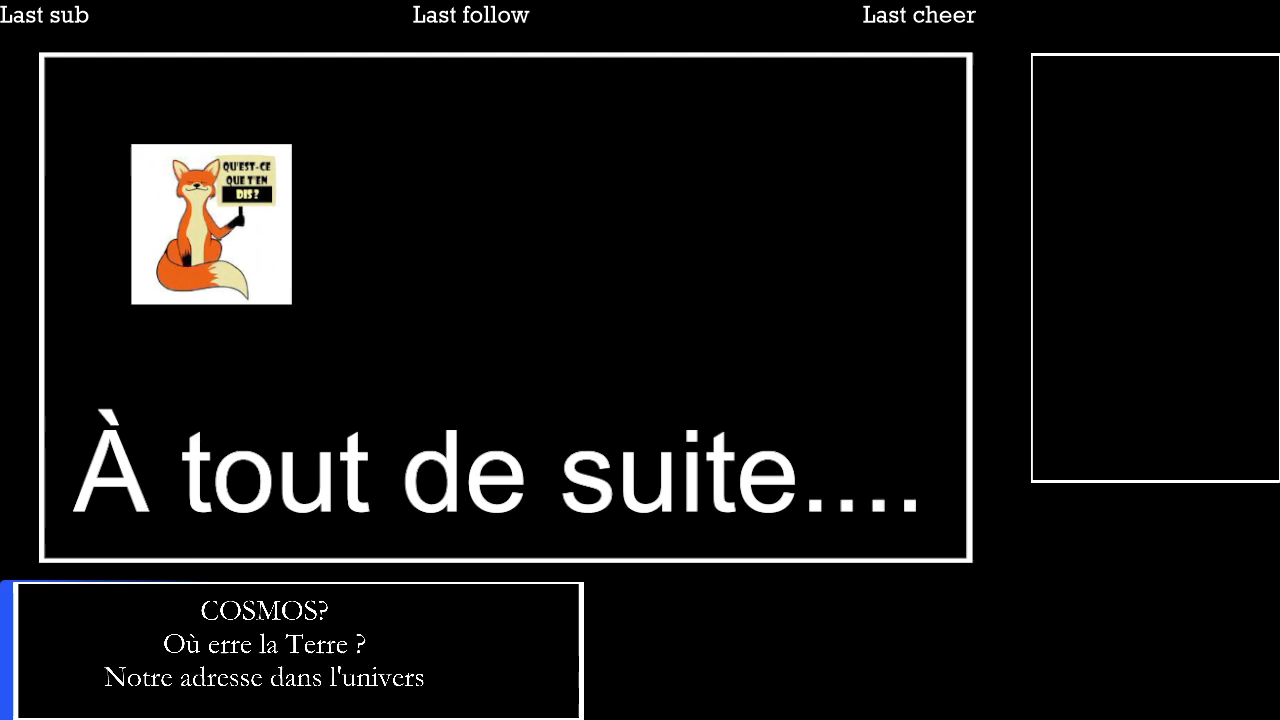 Last sub
Last follow
Last cheer
QU'EST-CE
QUE T'EN
DIS?
À tout de suite....
COSMOS?
Où erre la Terre ?
Notre adresse dans l'univers